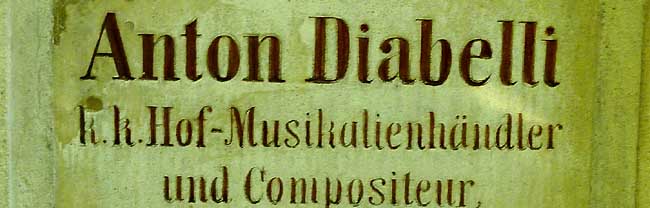 Anton Diabelli
k.k. Hof-Musikalienhändler
und Compositeur,